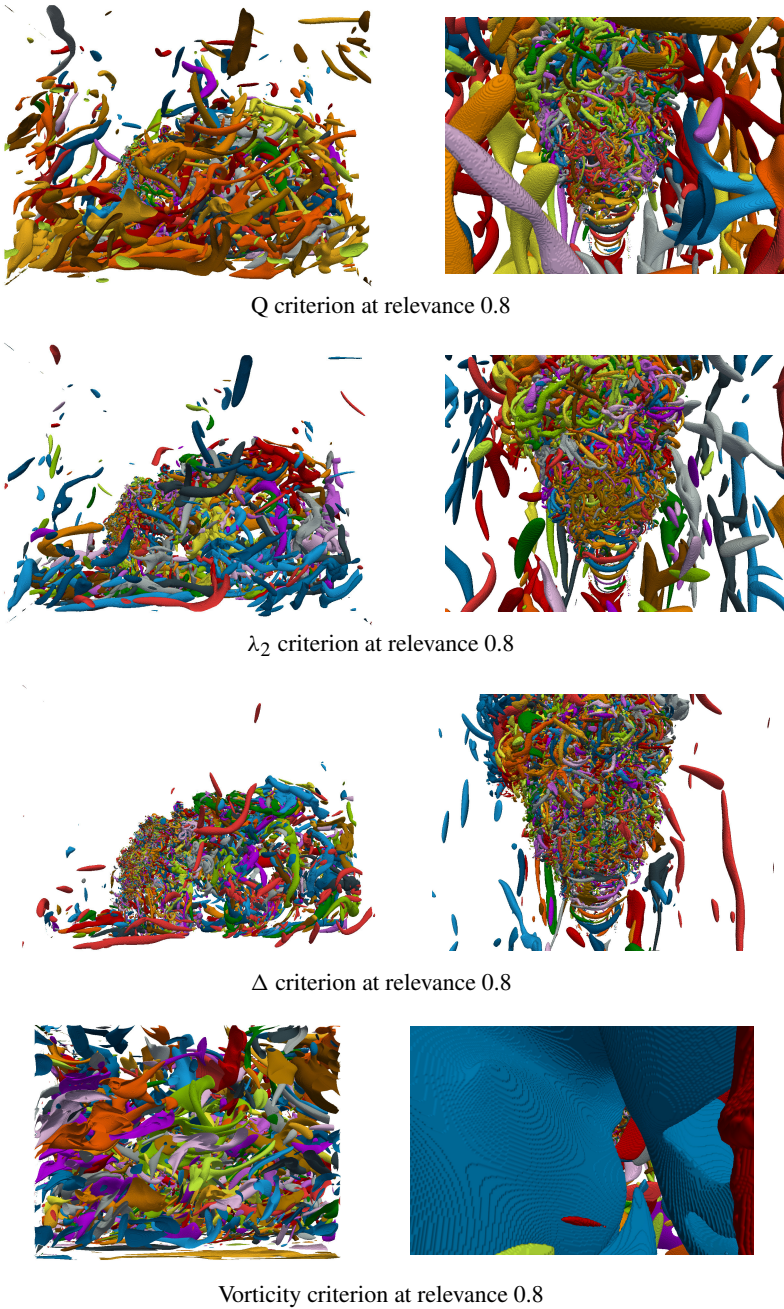 Q criterion at relevance 0.8
λ₂ criterion at relevance 0.8
Δ criterion at relevance 0.8
Vorticity criterion at relevance 0.8